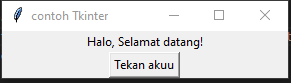 contoh Tkinter
Halo, Selamat datang!
Tekan akuu